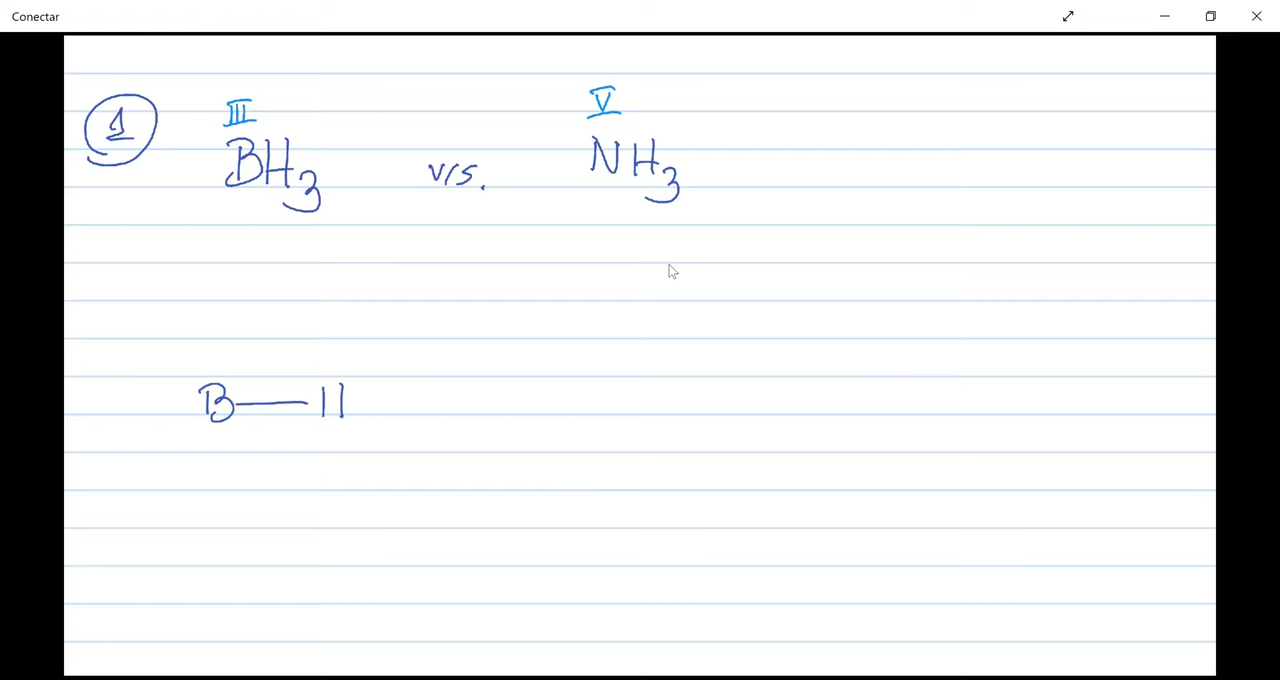 Conectar
III V
① BH₃ v/s. NH₃
B—H